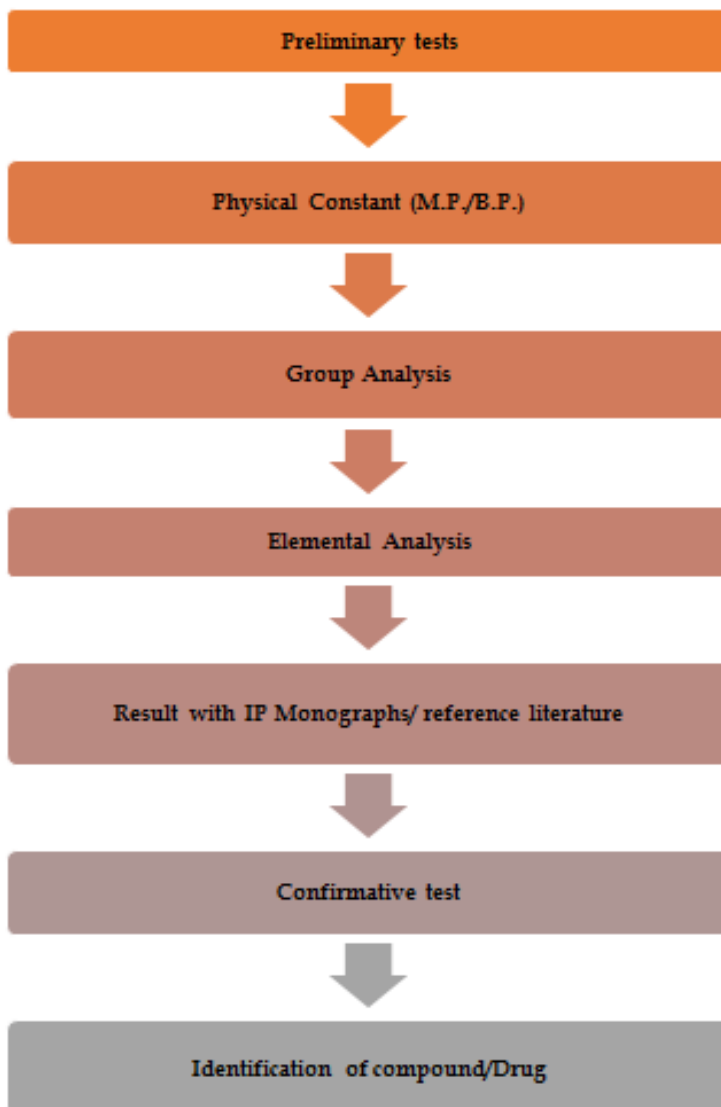 Preliminary tests
Physical Constant (M.P./B.P.)
Group Analysis
Elemental Analysis
Result with IP Monographs/ reference literature
Confirmative test
Identification of compound/Drug